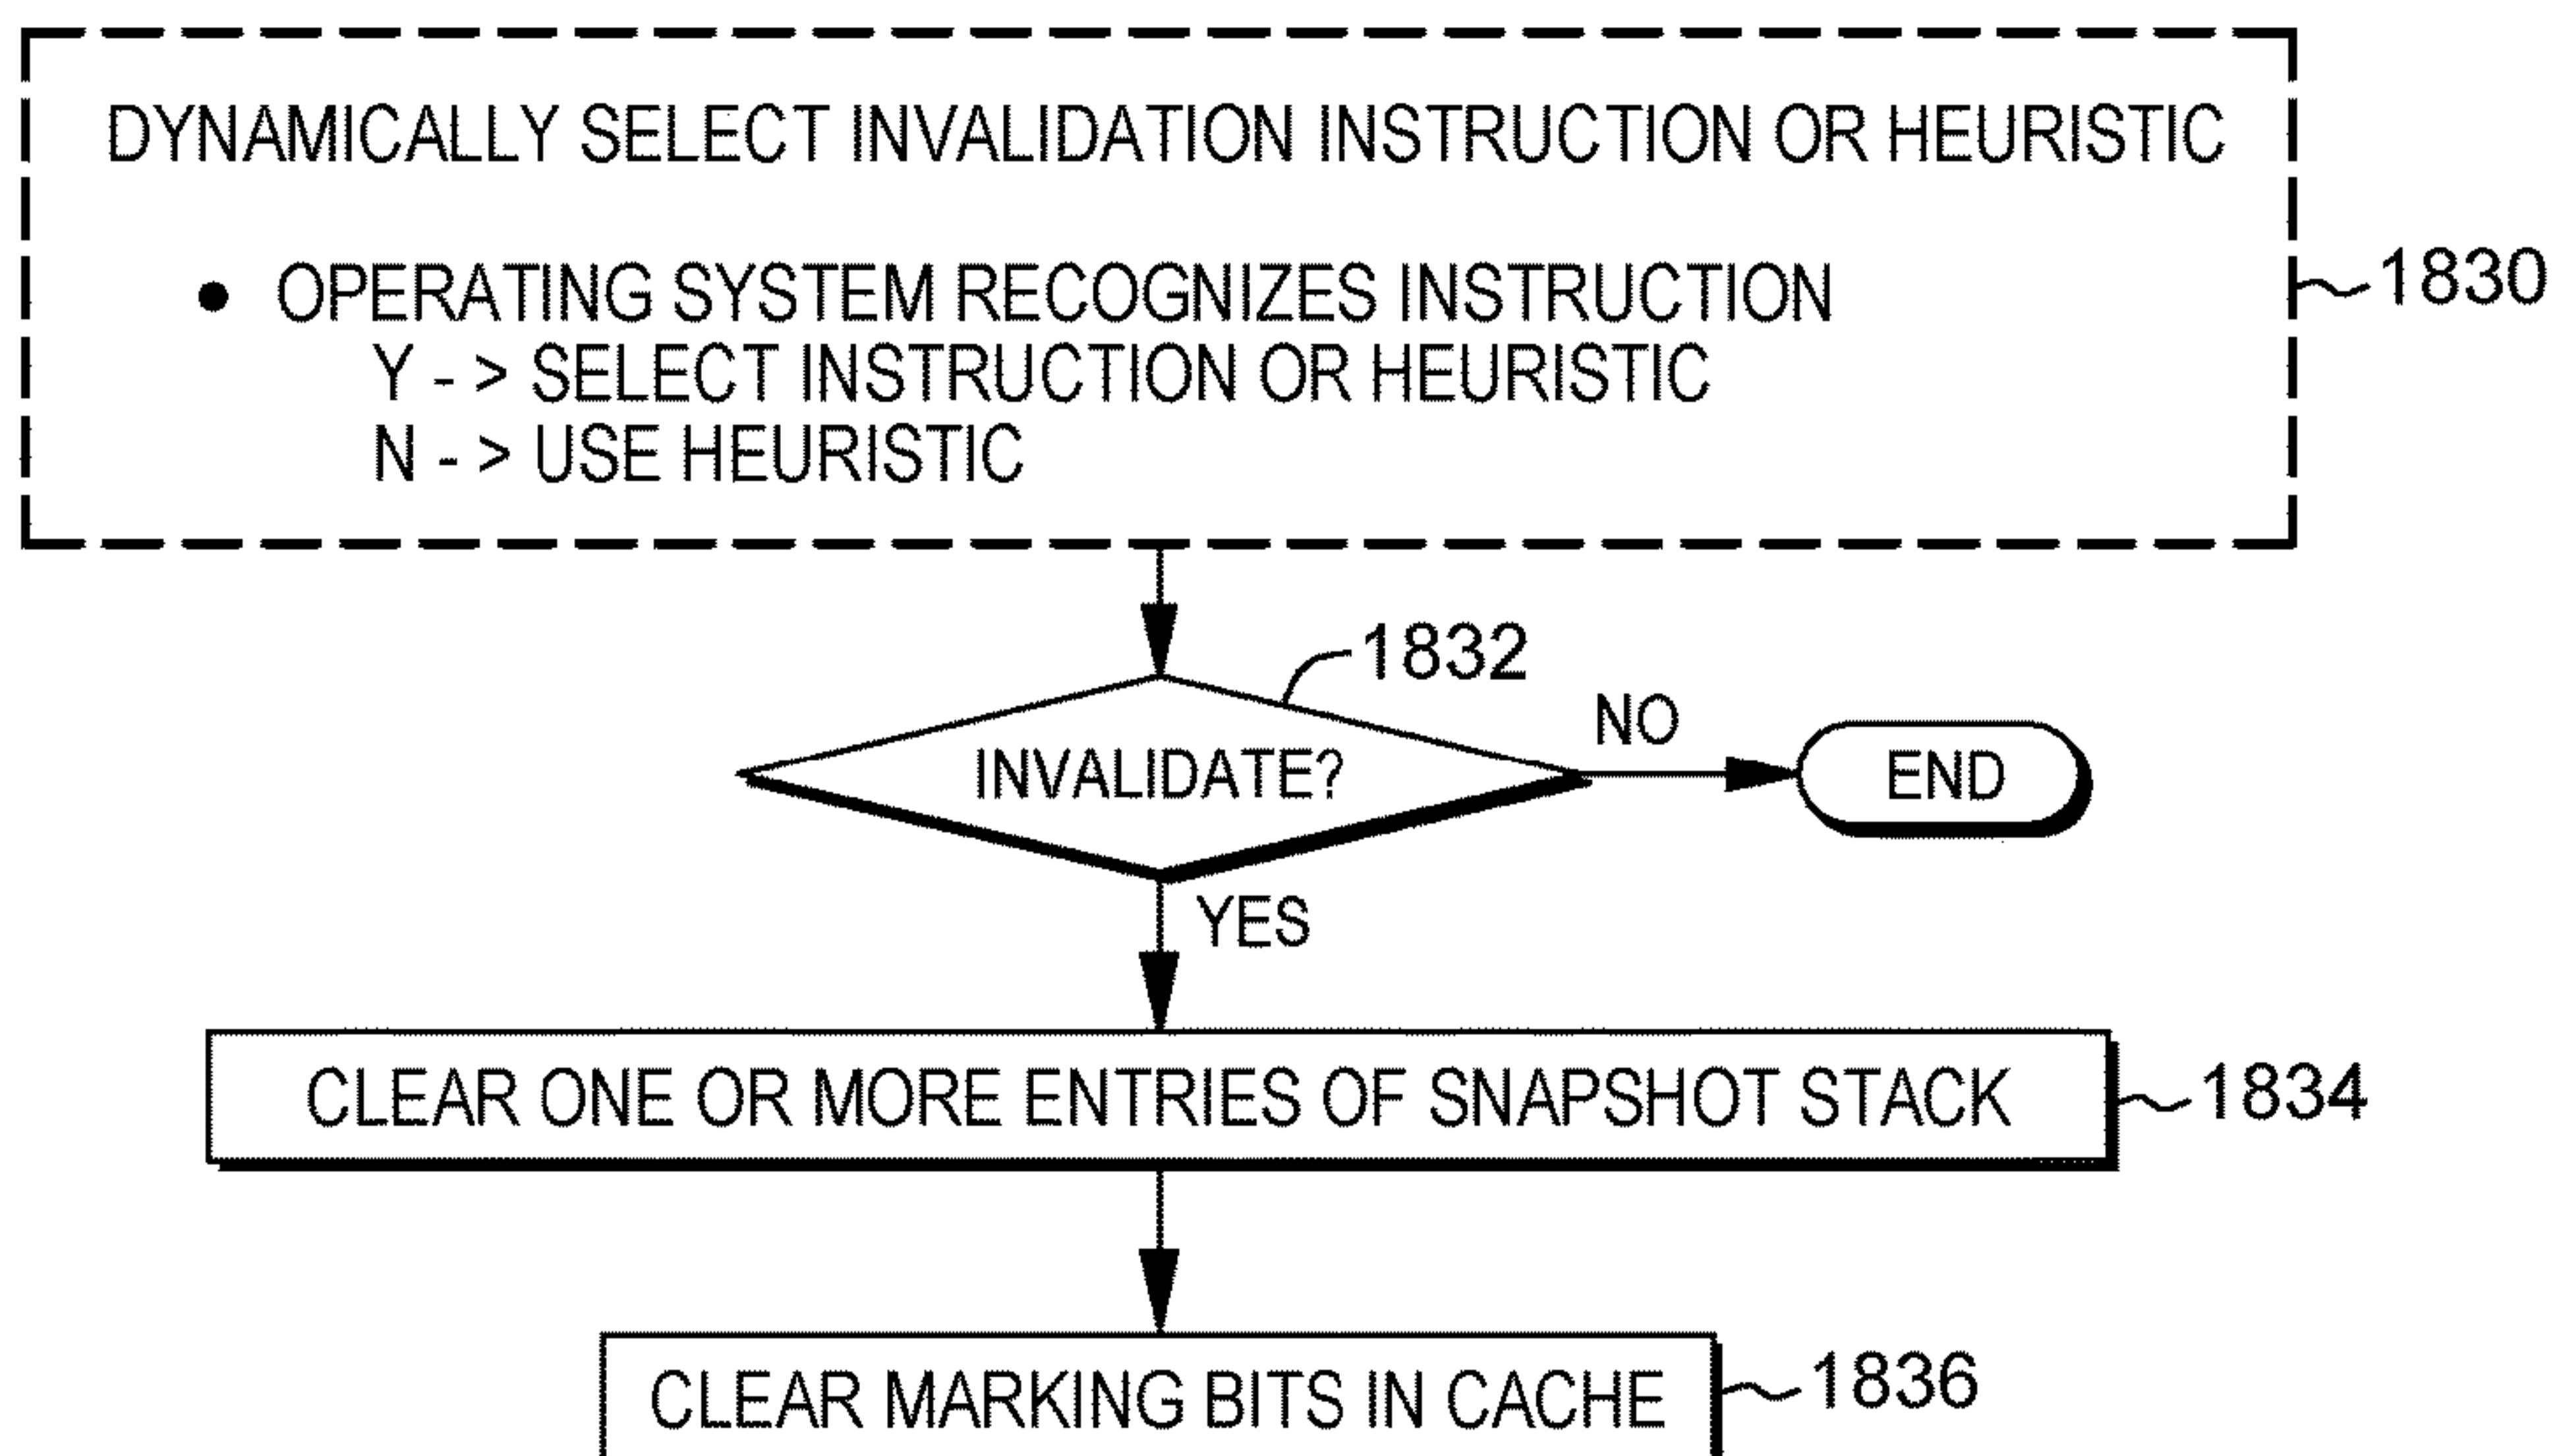 DYNAMICALLY SELECT INVALIDATION INSTRUCTION OR HEURISTIC
• OPERATING SYSTEM RECOGNIZES INSTRUCTION
1830
Y - > SELECT INSTRUCTION OR HEURISTIC
N - > USE HEURISTIC
1832
NO
INVALIDATE?
END
YES
CLEAR ONE OR MORE ENTRIES OF SNAPSHOT STACK
1834
CLEAR MARKING BITS IN CACHE
1836